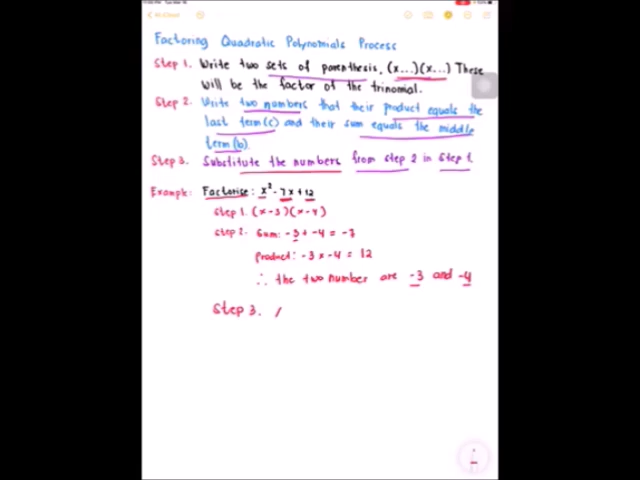 Factoring Quadratic Polynomials Process
Step 1. Write two sets of parenthesis, (x...)(x...) These
will be the factor of the trinomial.
Step 2. Write two numbers that their product equals the
last term(c) and their sum equals the middle
term(b).
Step 3. Substitute the numbers from step 2 in step 1.
Example: Factorise: x² - 7x + 12
Step 1. (x-3)(x-4)
Step 2. Sum: -3 + -4 = -7
Product: -3 × -4 = 12
∴ the two number are -3 and -4
Step 3. (